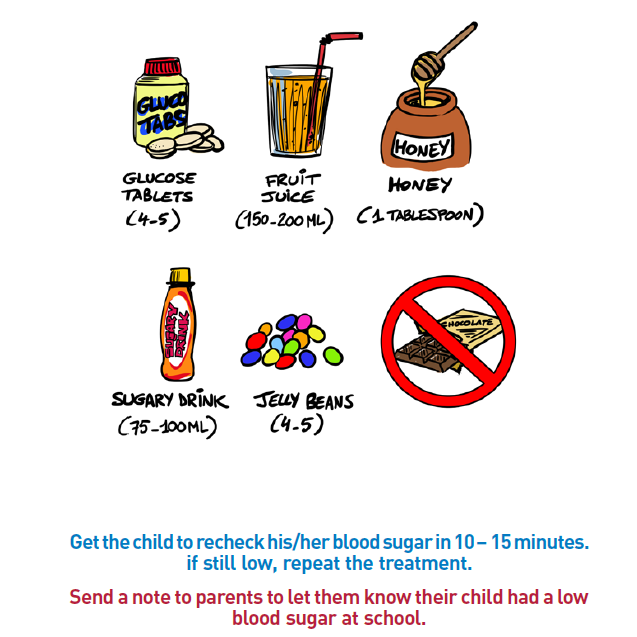 GLUCO
TABS
HONEY
GLUCOSE
TABLETS
(4-5)
FRUIT
JUICE
(150-200 ML)
HONEY
(1 TABLESPOON)
SUGARY
DRINK
CHOCOLATE
SUGARY DRINK
(75-100ML)
JELLY BEANS
(4-5)
Get the child to recheck his/her blood sugar in 10 – 15 minutes.
if still low, repeat the treatment.
Send a note to parents to let them know their child had a low
blood sugar at school.